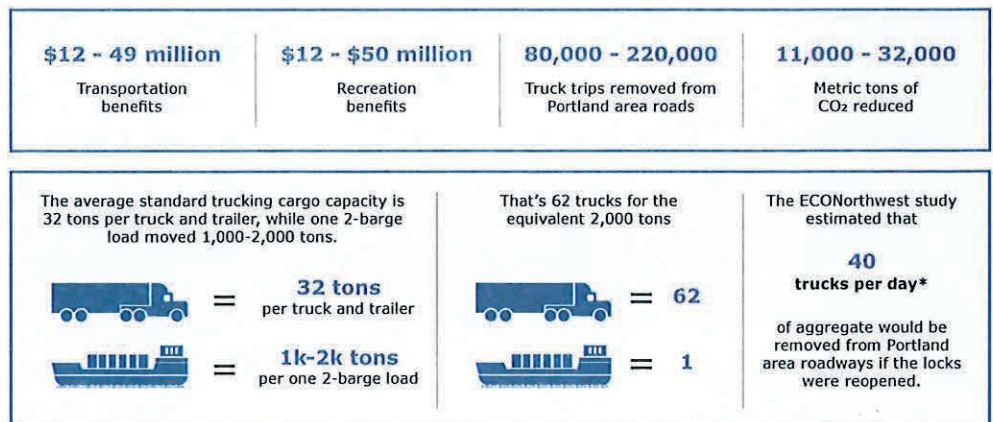 $12 - 49 million
Transportation
benefits
$12 - $50 million
Recreation
benefits
80,000 - 220,000
Truck trips removed from
Portland area roads
11,000 - 32,000
Metric tons of
CO₂ reduced
The average standard trucking cargo capacity is
32 tons per truck and trailer, while one 2-barge
load moved 1,000-2,000 tons.
= 32 tons
per truck and trailer
= 1k-2k tons
per one 2-barge load
That's 62 trucks for the
equivalent 2,000 tons
= 62
= 1
The ECONorthwest study
estimated that
40
trucks per day*
of aggregate would be
removed from Portland
area roadways if the locks
were reopened.